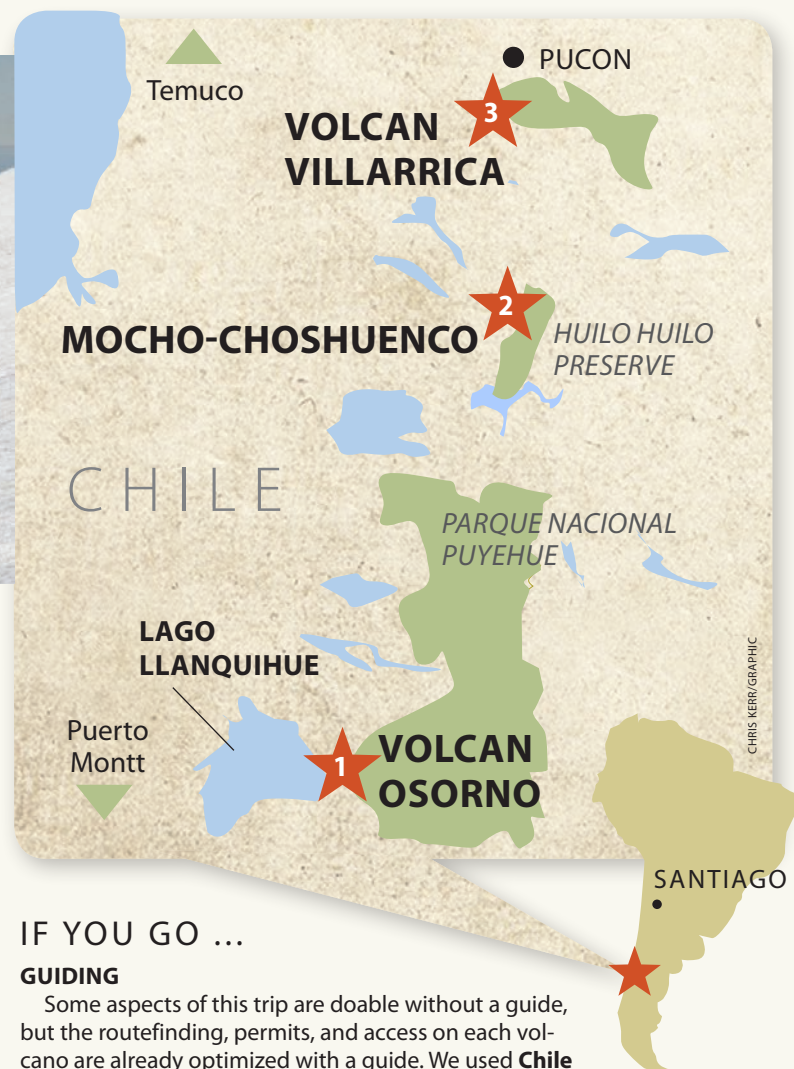 Temuco
PUCON
3
VOLCAN
VILLARRICA
2
MOCHO-CHOSHUENCO
HUILO HUILO
PRESERVE
CHILE
PARQUE NACIONAL
PUYEHUE
LAGO
LLANQUIHUE
Puerto
Montt
1
VOLCAN
OSORNO
CHRIS KERR/GRAPHIC
SANTIAGO
IF YOU GO ...
GUIDING
Some aspects of this trip are doable without a guide,
but the routefinding, permits, and access on each vol-
cano are already optimized with a guide. We used Chile